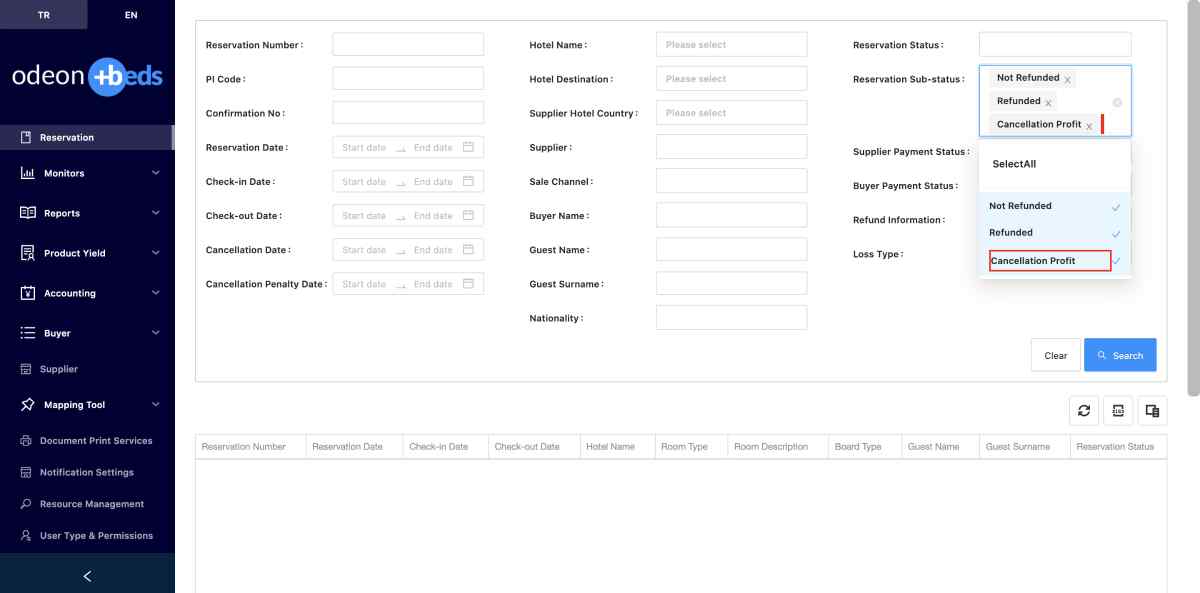 TR
EN
odeon +beds
Reservation
Monitors
Reports
Product Yield
Accounting
Buyer
Supplier
Mapping Tool
Document Print Services
Notification Settings
Resource Management
User Type & Permissions
Reservation Number :
PI Code :
Confirmation No :
Reservation Date : Start date End date
Check-in Date : Start date End date
Check-out Date : Start date End date
Cancellation Date : Start date End date
Cancellation Penalty Date : Start date End date
Hotel Name : Please select
Hotel Destination : Please select
Supplier Hotel Country : Please select
Supplier :
Sale Channel :
Buyer Name :
Guest Name :
Guest Surname :
Nationality :
Reservation Status :
Reservation Sub-status : Not Refunded
Refunded
Cancellation Profit
Supplier Payment Status :
Buyer Payment Status :
Refund Information :
Loss Type :
SelectAll
Not Refunded
Refunded
Cancellation Profit
Clear
Search
Reservation Number Reservation Date Check-in Date Check-out Date Hotel Name Room Type Room Description Board Type Guest Name Guest Surname Reservation Status